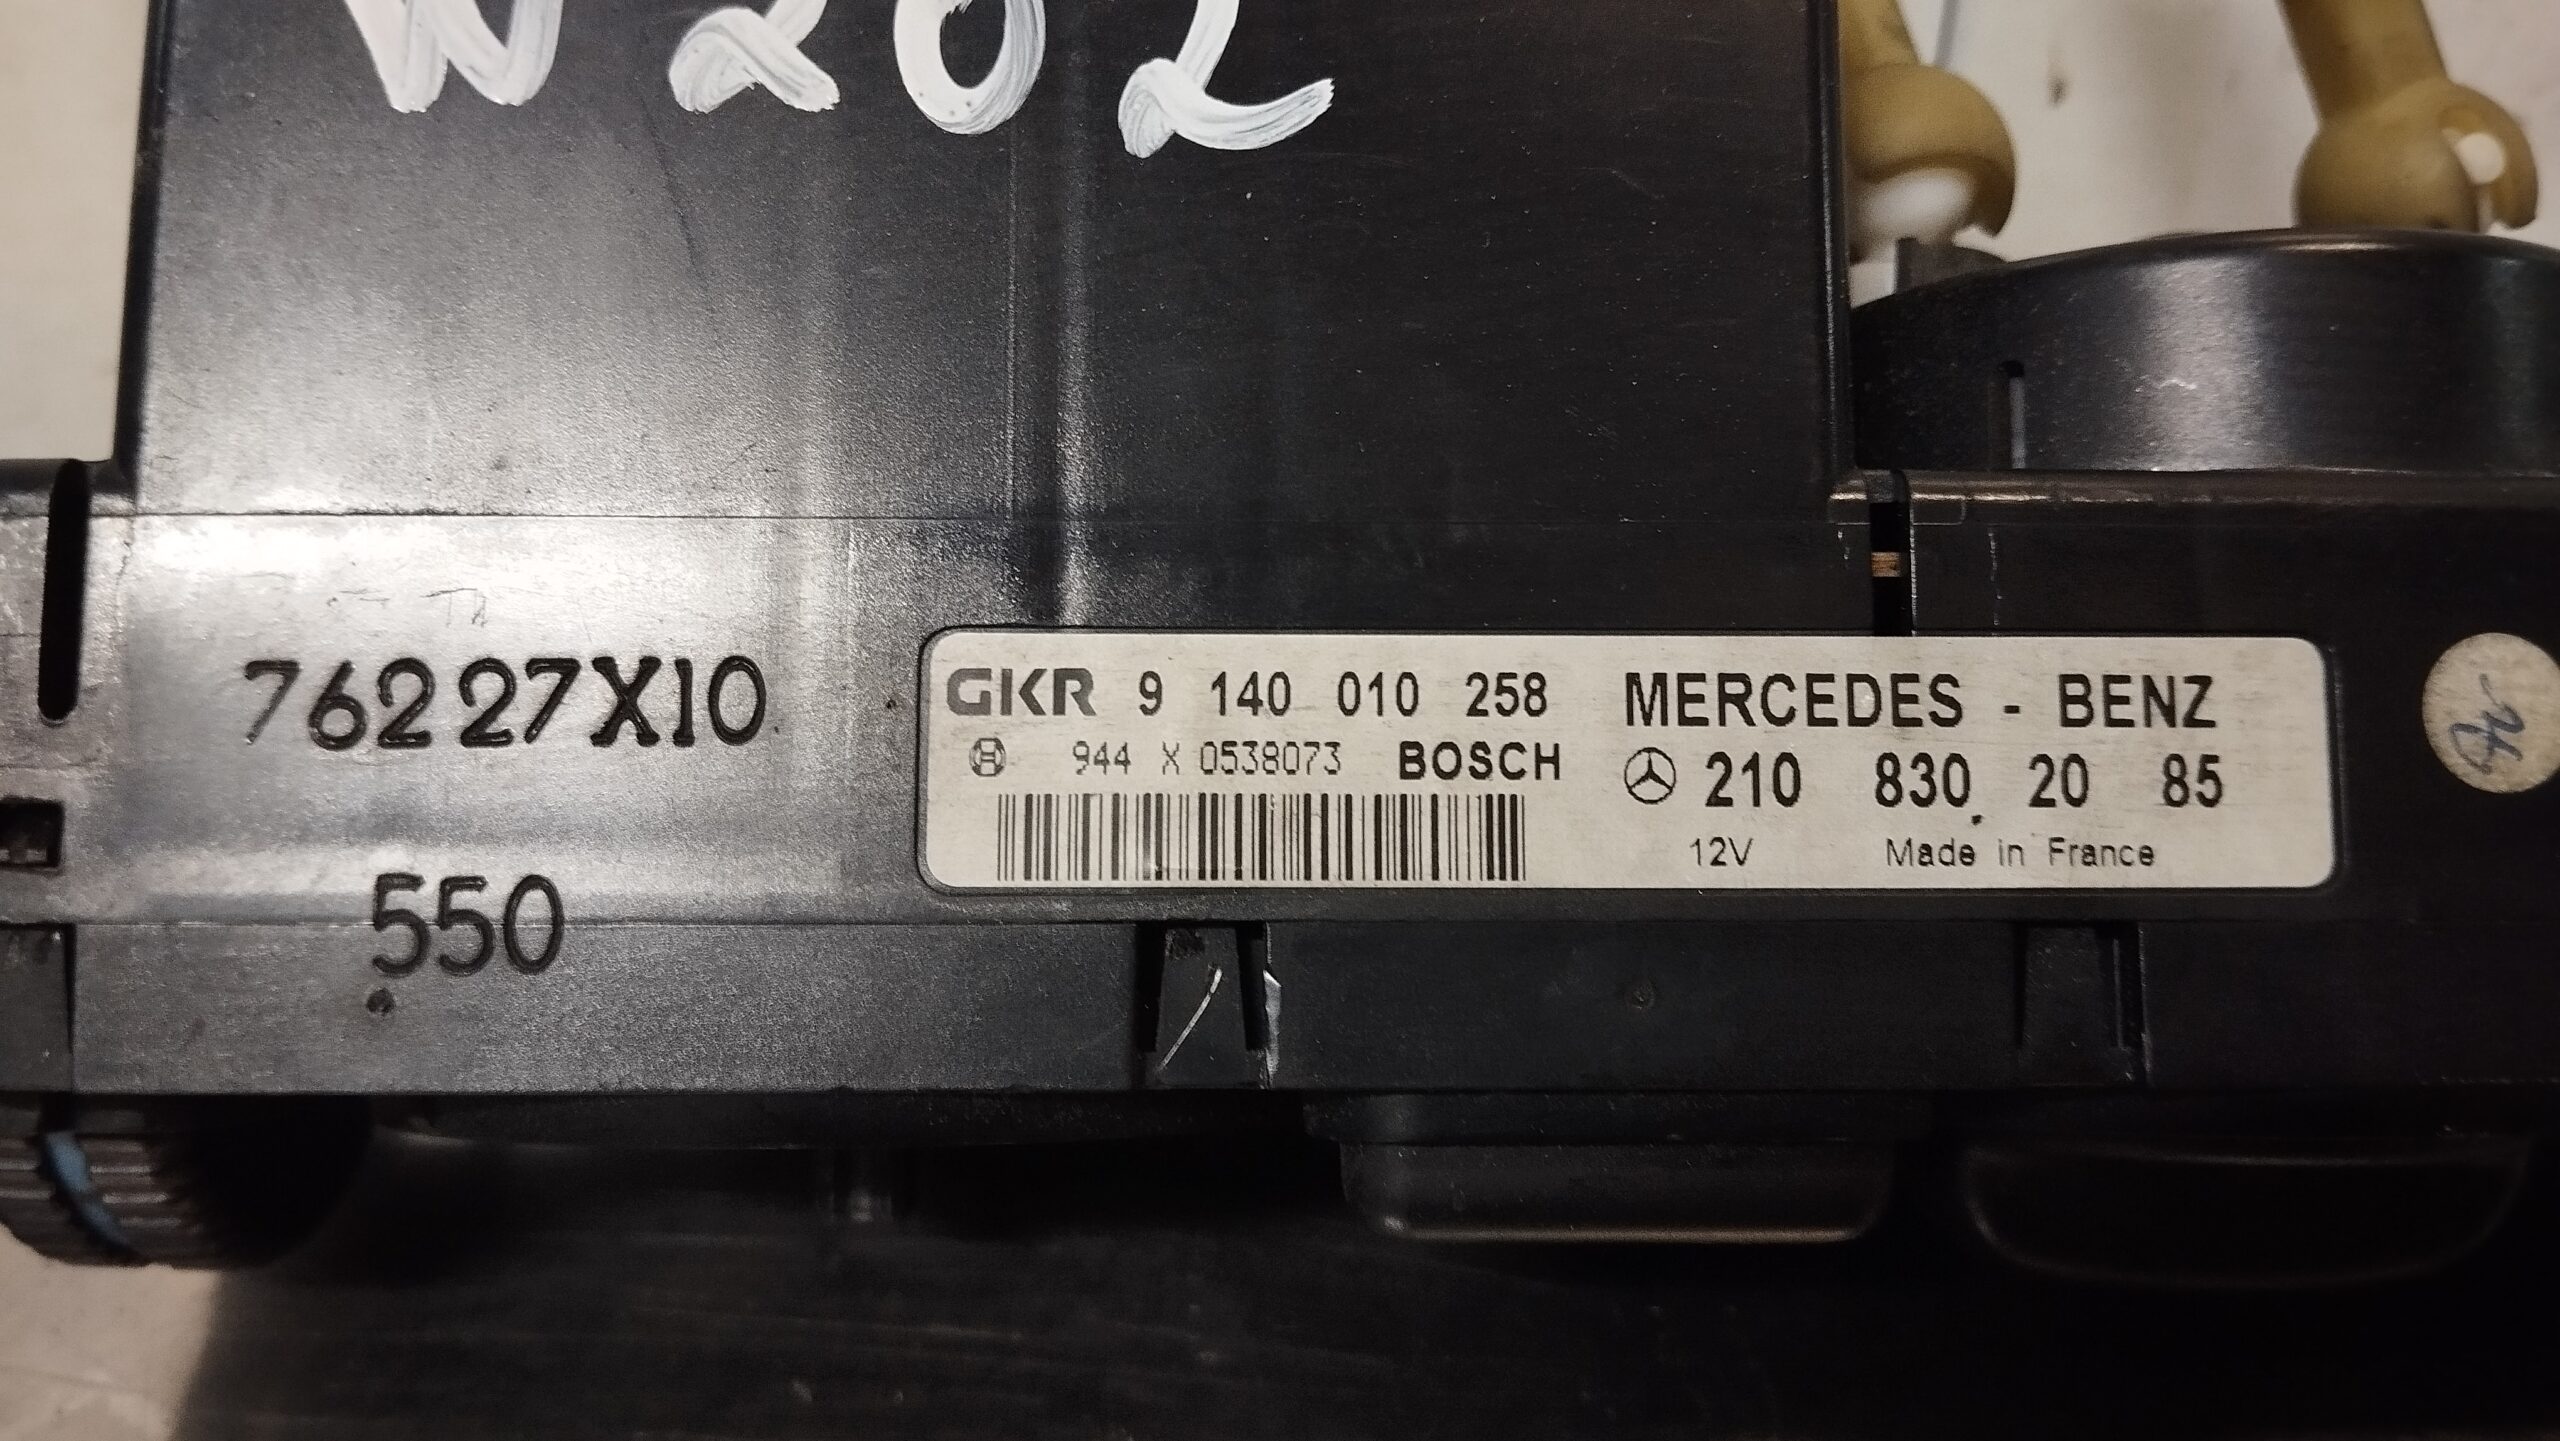 W202
76227X10
550
GKR 9 140 010 258
944 X 0538073 BOSCH
MERCEDES - BENZ
210 830 20 85
12V Made in France